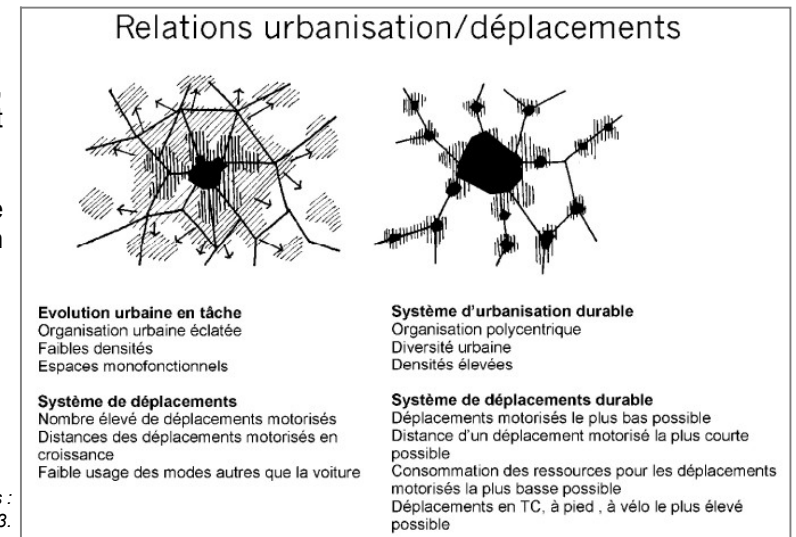 Relations urbanisation/déplacements
Evolution urbaine en tâche
Organisation urbaine éclatée
Faibles densités
Espaces monofonctionnels
Système de déplacements
Nombre élevé de déplacements motorisés
Distances des déplacements motorisés en
croissance
Faible usage des modes autres que la voiture
Système d'urbanisation durable
Organisation polycentrique
Diversité urbaine
Densités élevées
Système de déplacements durable
Déplacements motorisés le plus bas possible
Distance d'un déplacement motorisé la plus courte
possible
Consommation des ressources pour les déplacements
motorisés la plus basse possible
Déplacements en TC, à pied , à vélo le plus élevé
possible